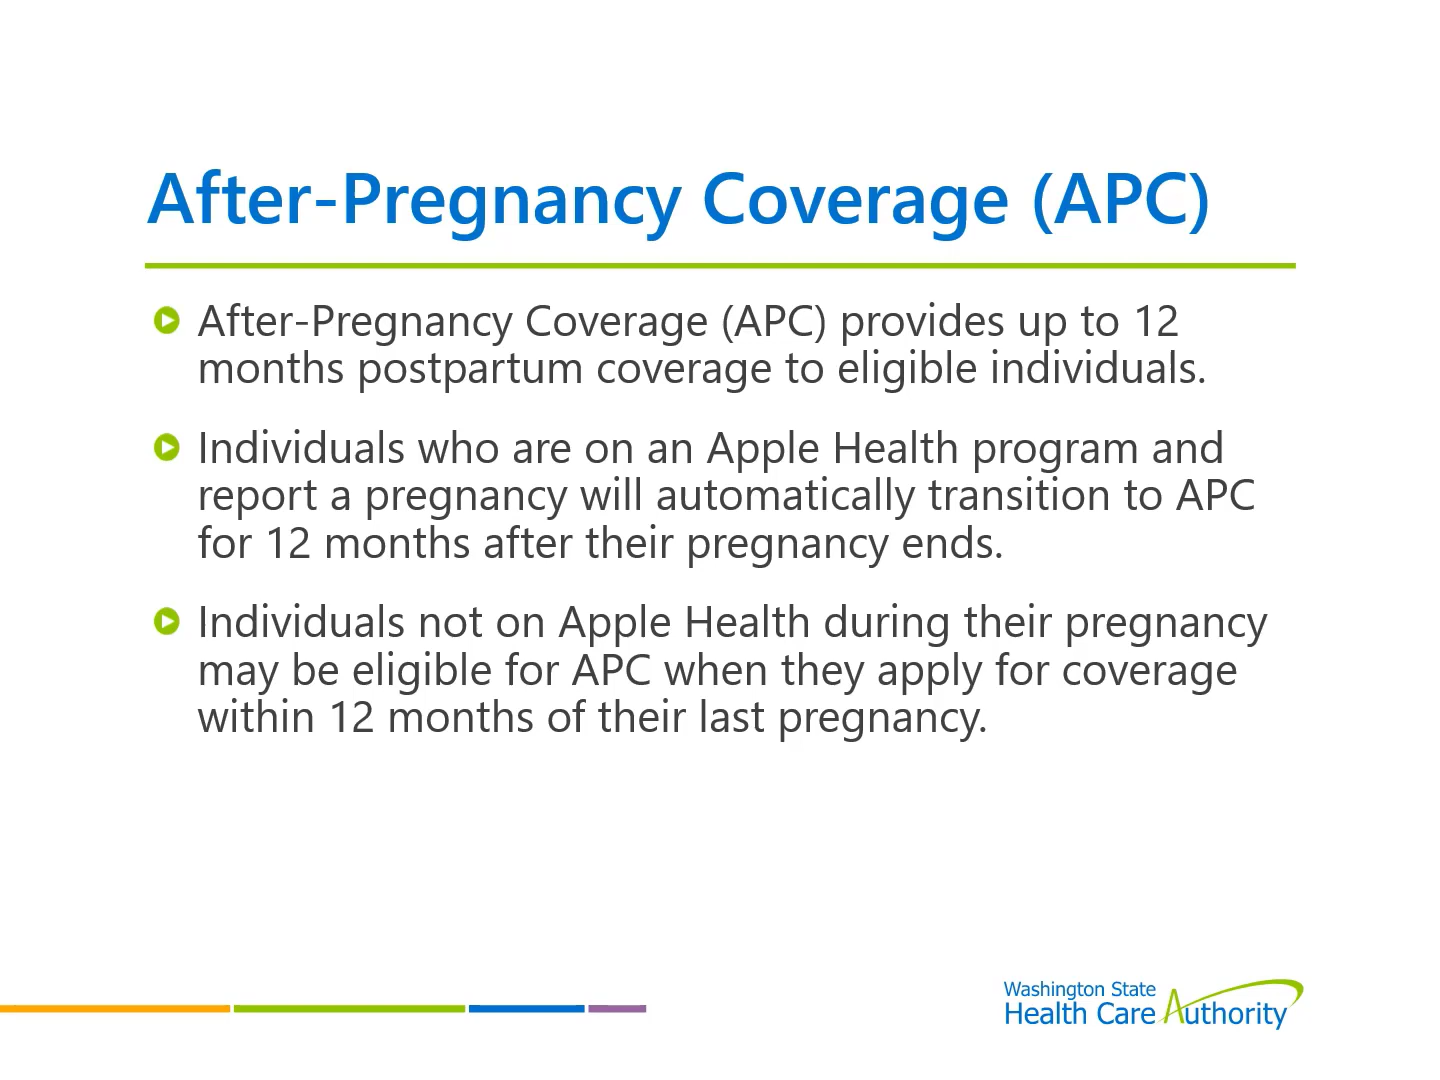 After-Pregnancy Coverage (APC)
After-Pregnancy Coverage (APC) provides up to 12
months postpartum coverage to eligible individuals.
Individuals who are on an Apple Health program and
report a pregnancy will automatically transition to APC
for 12 months after their pregnancy ends.
Individuals not on Apple Health during their pregnancy
may be eligible for APC when they apply for coverage
within 12 months of their last pregnancy.
Washington State
Health Care Authority